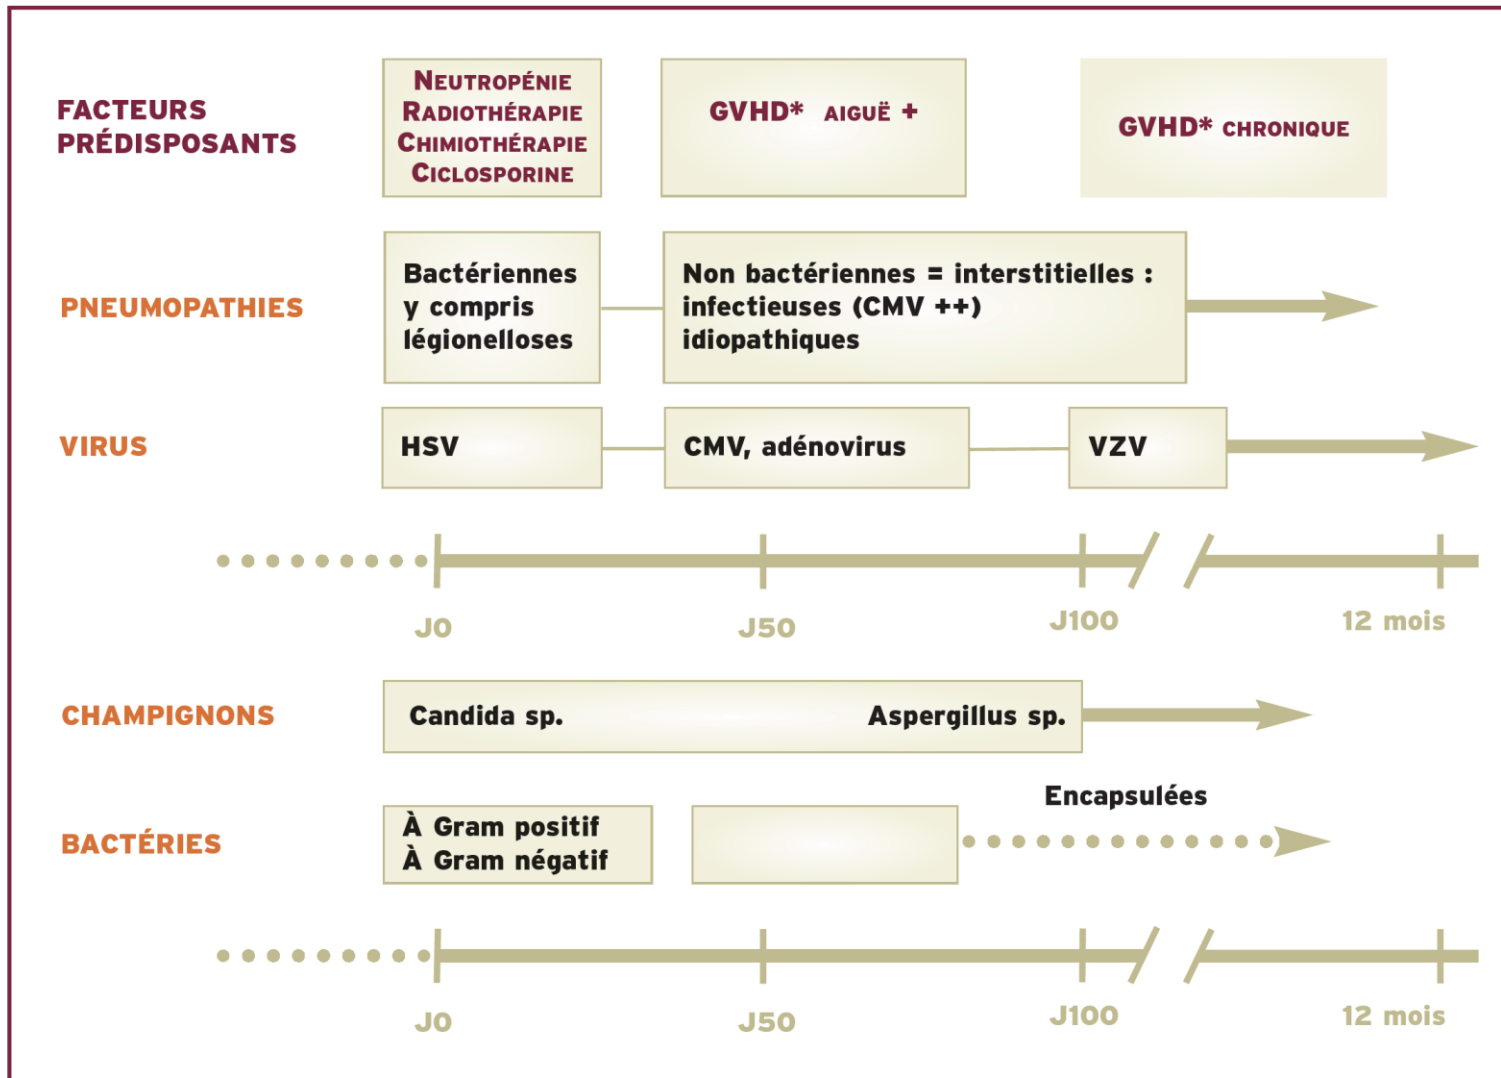 FACTEURS
PRÉDISPOSANTS
NEUTROPÉNIE
RADIOTHÉRAPIE
CHIMIOTHÉRAPIE
CICLOSPORINE
GVHD* AIGUË +
GVHD* CHRONIQUE
PNEUMOPATHIES
Bactériennes
y compris
légionelloses
Non bactériennes = interstitielles :
infectieuses (CMV ++)
idiopathiques
VIRUS
HSV
CMV, adénovirus
VZV
J0
J50
J100
12 mois
CHAMPIGNONS
Candida sp.
Aspergillus sp.
BACTÉRIES
À Gram positif
À Gram négatif
Encapsulées
J0
J50
J100
12 mois